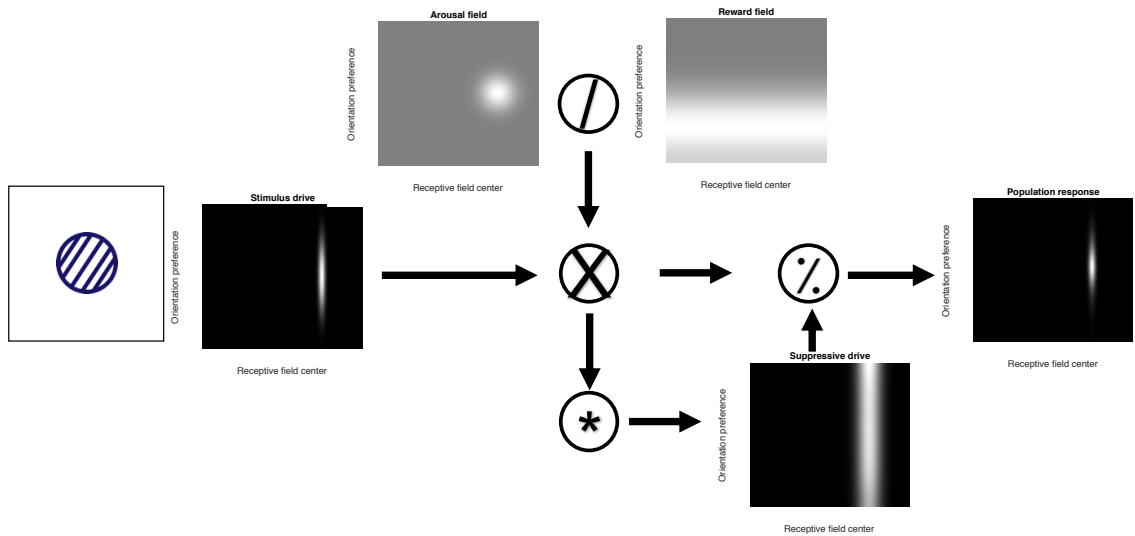 Arousal field
Orientation preference
Receptive field center
/
Reward field
Orientation preference
Receptive field center
Stimulus drive
Orientation preference
Receptive field center
X
%
Population response
Orientation preference
Receptive field center
*
Suppressive drive
Orientation preference
Receptive field center